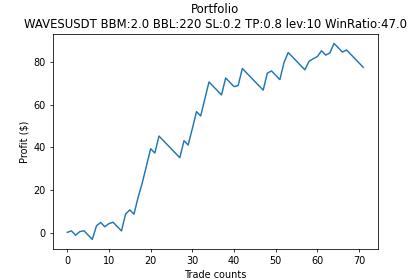 Portfolio
WAVESUSDT BBM:2.0 BBL:220 SL:0.2 TP:0.8 lev:10 WinRatio:47.0
Profit ($)
80
60
40
20
0
0 10 20 30 40 50 60 70
Trade counts